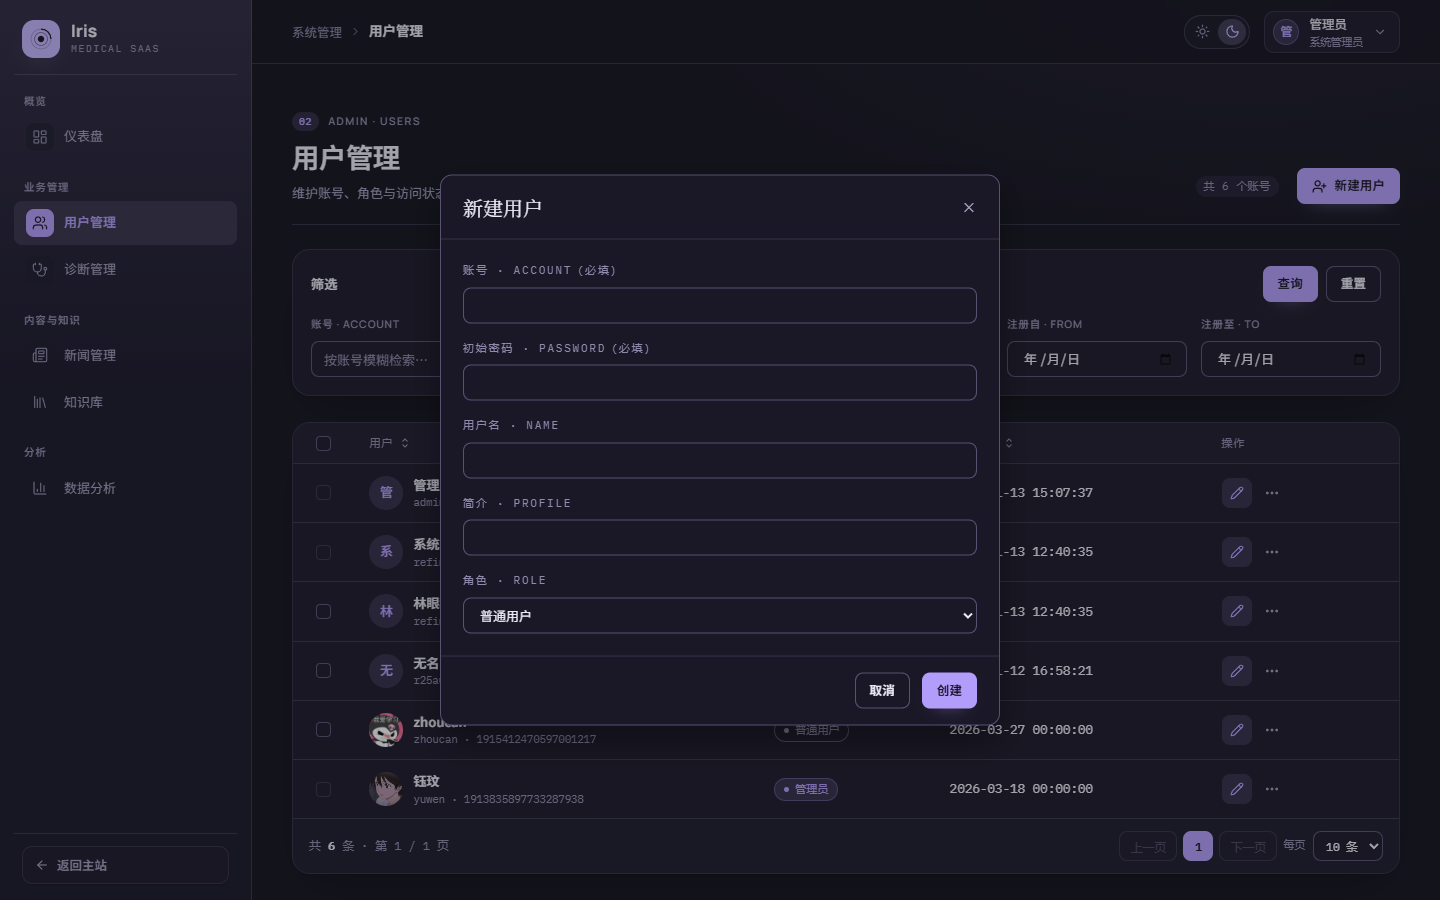 Iris
MEDICAL SAAS
概览
仪表盘
业务管理
用户管理
诊断管理
内容与知识
新闻管理
知识库
分析
数据分析
返回主站
系统管理 > 用户管理
管
管理员
系统管理员
02 ADMIN · USERS
用户管理
维护账号、角色与访问状
共 6 个账号
新建用户
筛选
查询
重置
账号 · ACCOUNT
注册自 · FROM
注册至 · TO
按账号模糊检索···
年 /月/日
年 /月/日
用户
操作
管
管理
admi
-13 15:07:37
系
系统
refi
-13 12:40:35
林
林眼
refi
-13 12:40:35
无
无名
r25a
-12 16:58:21
zhoucan
zhoucan · 1915412470597001217
普通用户
2026-03-27 00:00:00
钰玟
yuwen · 1913835897733287938
管理员
2026-03-18 00:00:00
共 6 条 · 第 1 / 1 页
上一页
1
下一页
每页
10 条
新建用户
账号 · ACCOUNT (必填)
初始密码 · PASSWORD (必填)
用户名 · NAME
简介 · PROFILE
角色 · ROLE
普通用户
取消
创建